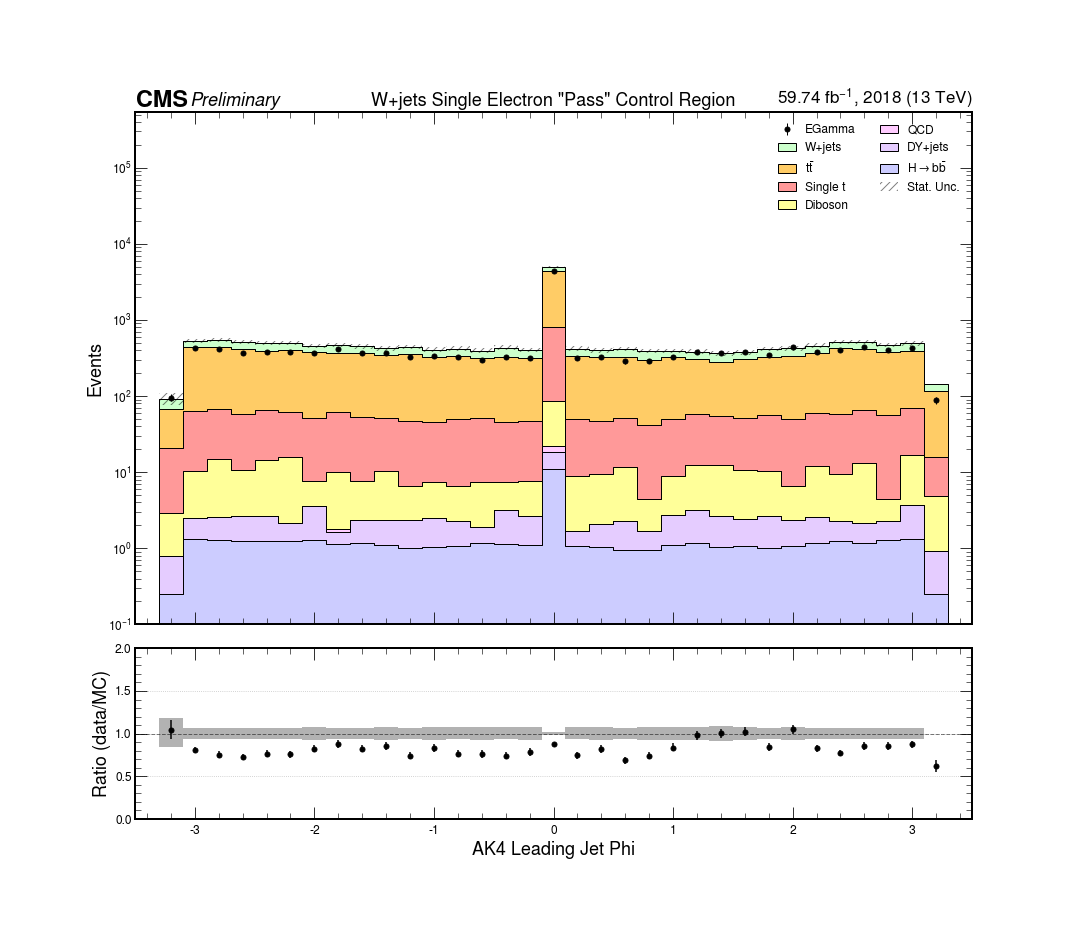 CMS Preliminary W+jets Single Electron "Pass" Control Region 59.74 fb⁻¹, 2018 (13 TeV)
EGamma QCD
W+jets DY+jets
tt̄ H→bb̄
Single t Stat. Unc.
Diboson
10⁵
10⁴
10³
10²
10¹
10⁰
10⁻¹
Events
2.0
1.5
1.0
0.5
0.0
Ratio (data/MC)
-3 -2 -1 0 1 2 3
AK4 Leading Jet Phi